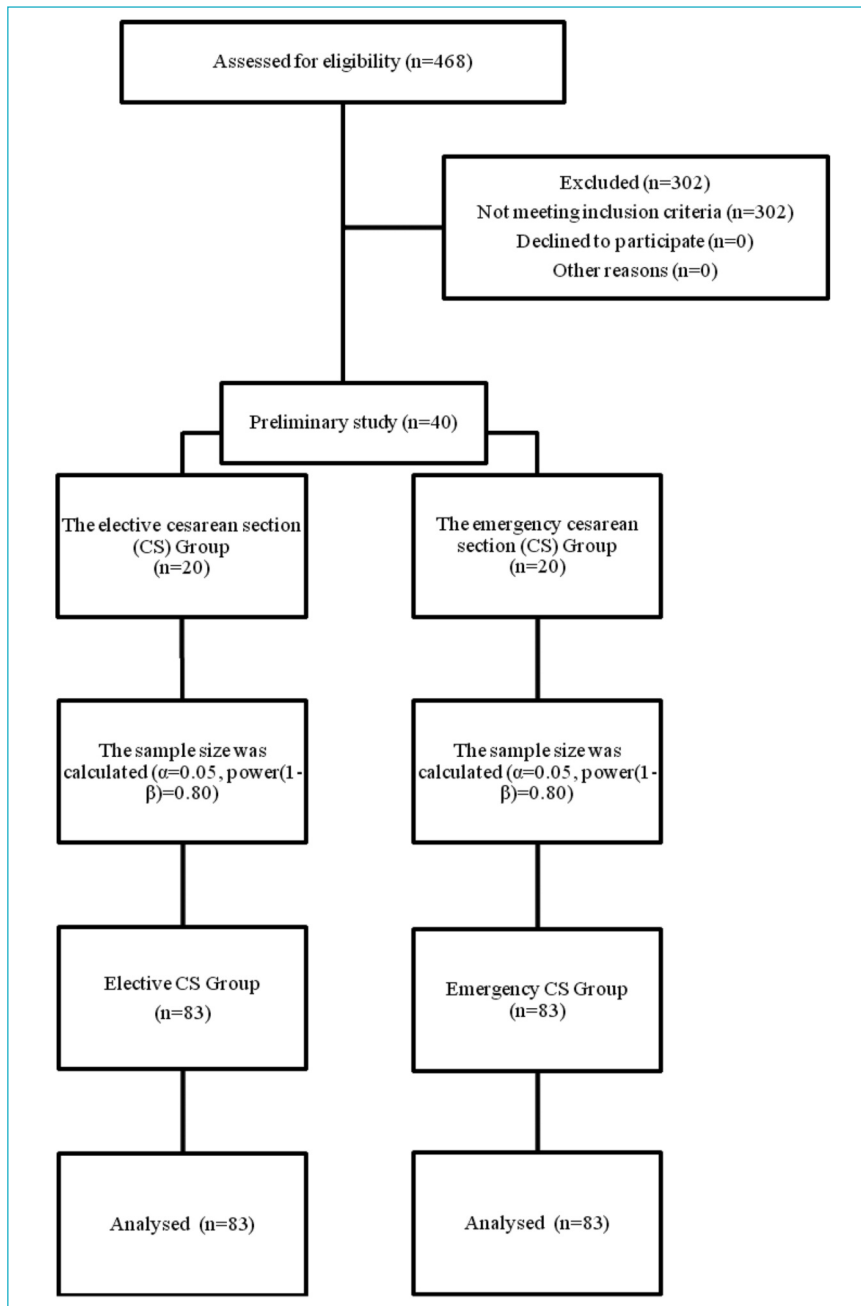 Assessed for eligibility (n=468)
Excluded (n=302)
Not meeting inclusion criteria (n=302)
Declined to participate (n=0)
Other reasons (n=0)
Preliminary study (n=40)
The elective cesarean section
(CS) Group
(n=20)
The emergency cesarean
section (CS) Group
(n=20)
The sample size was
calculated (α=0.05, power(1-
β)=0.80)
The sample size was
calculated (α=0.05, power(1-
β)=0.80)
Elective CS Group
(n=83)
Emergency CS Group
(n=83)
Analysed (n=83)
Analysed (n=83)